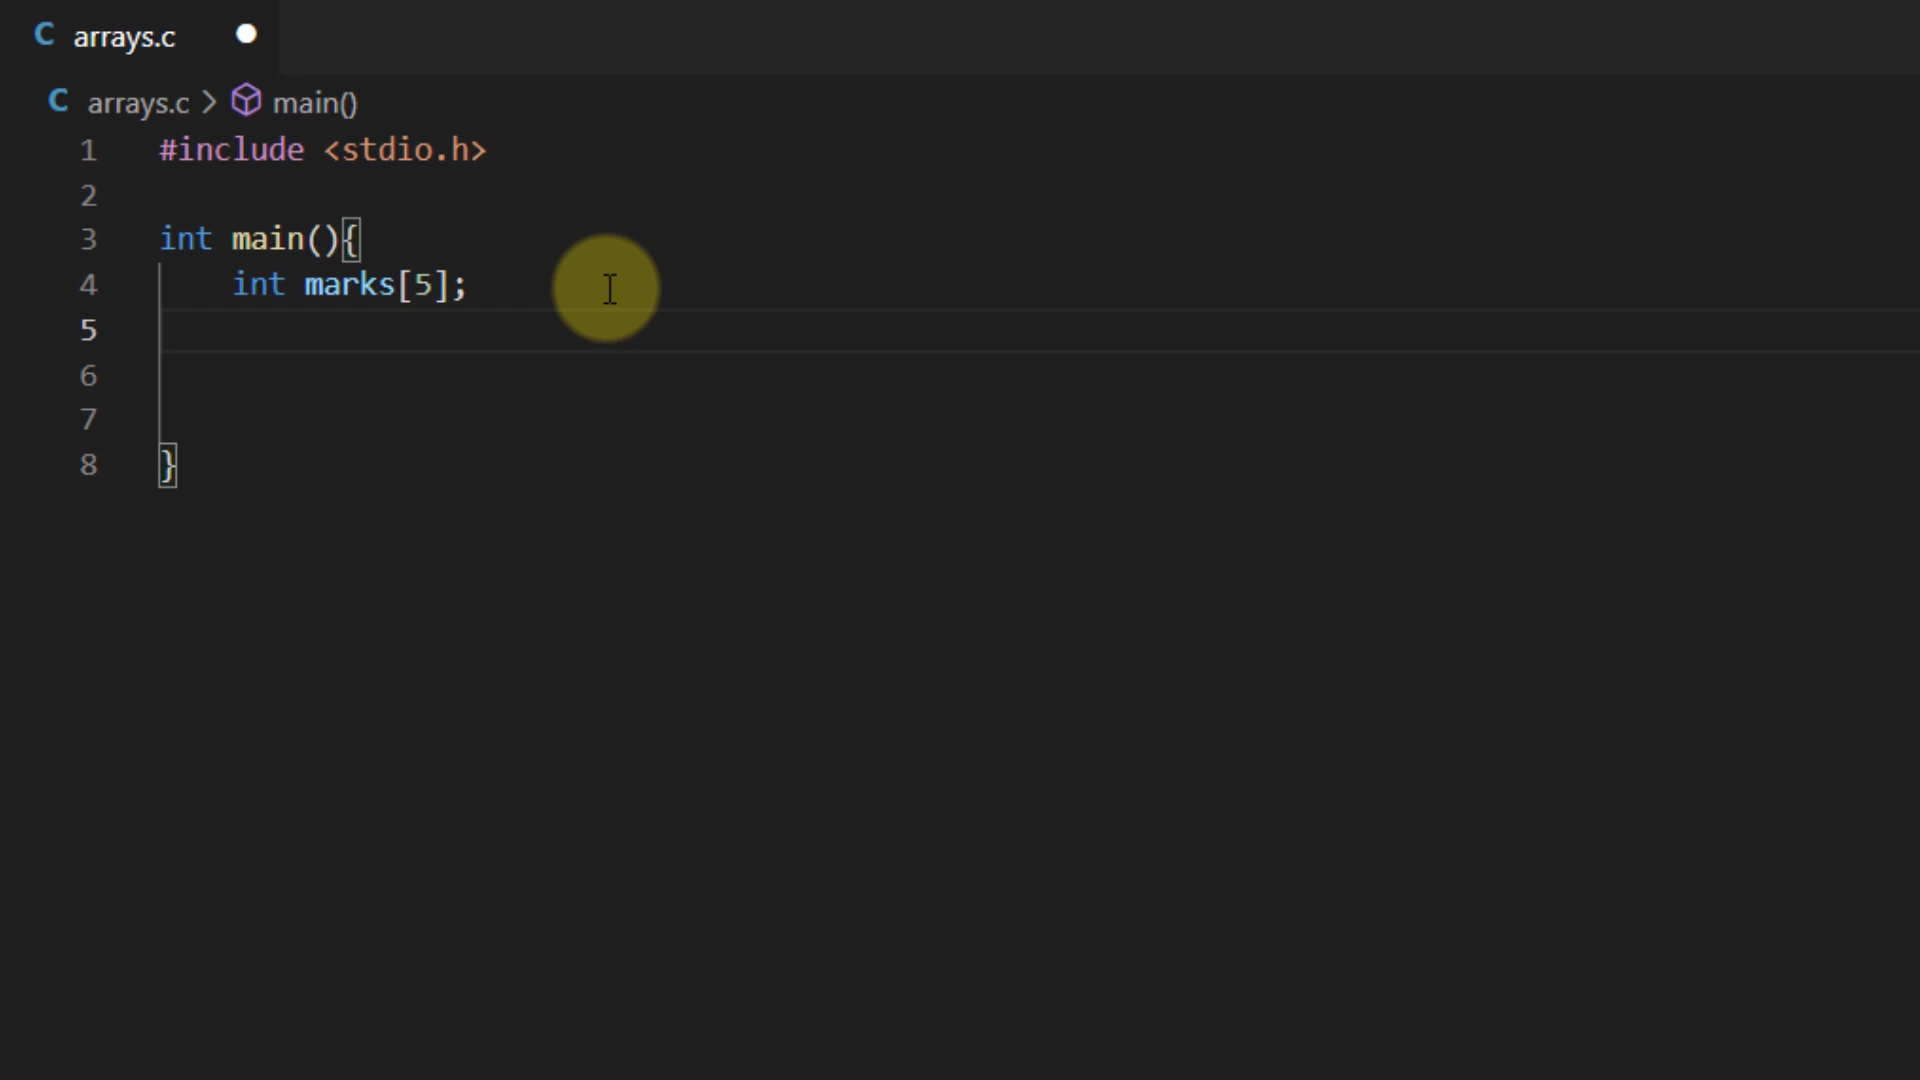 C arrays.c
C arrays.c > main()
1 #include <stdio.h>
2
3 int main(){
4     int marks[5];
5
6
7
8 }